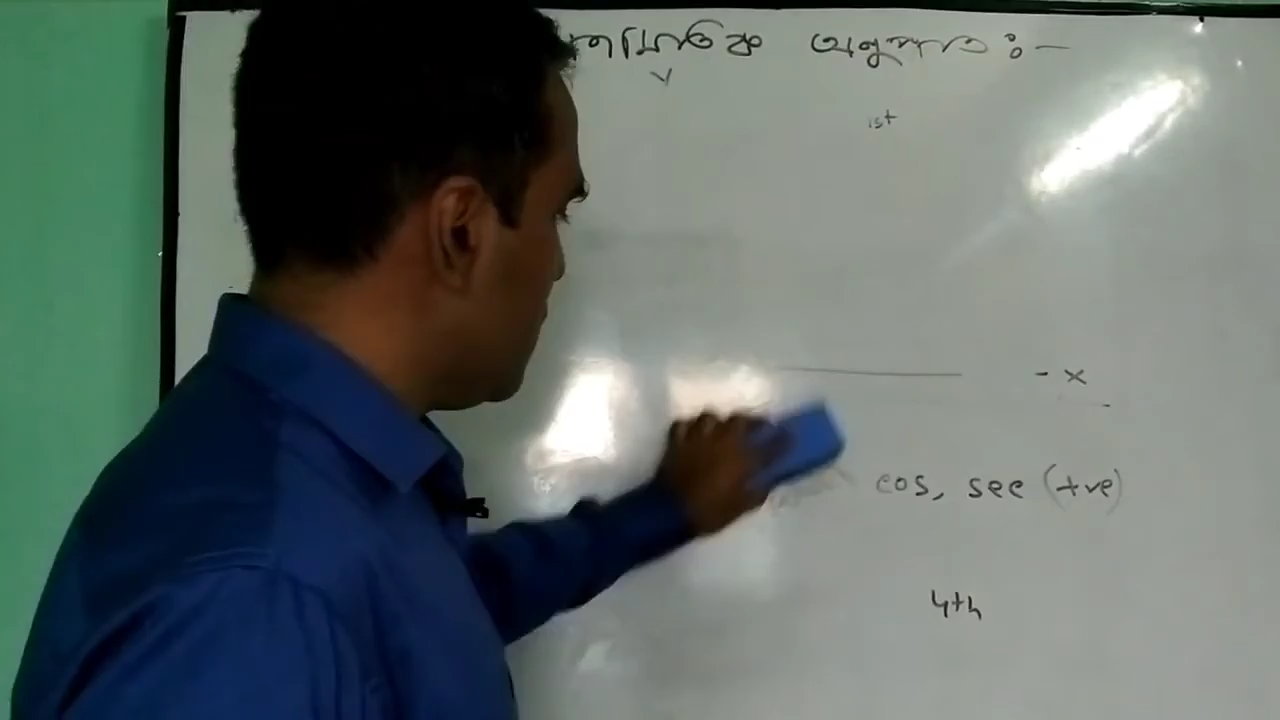 অনুপাত :—
Y
1st
- x
cos, sec (+ve)
4th